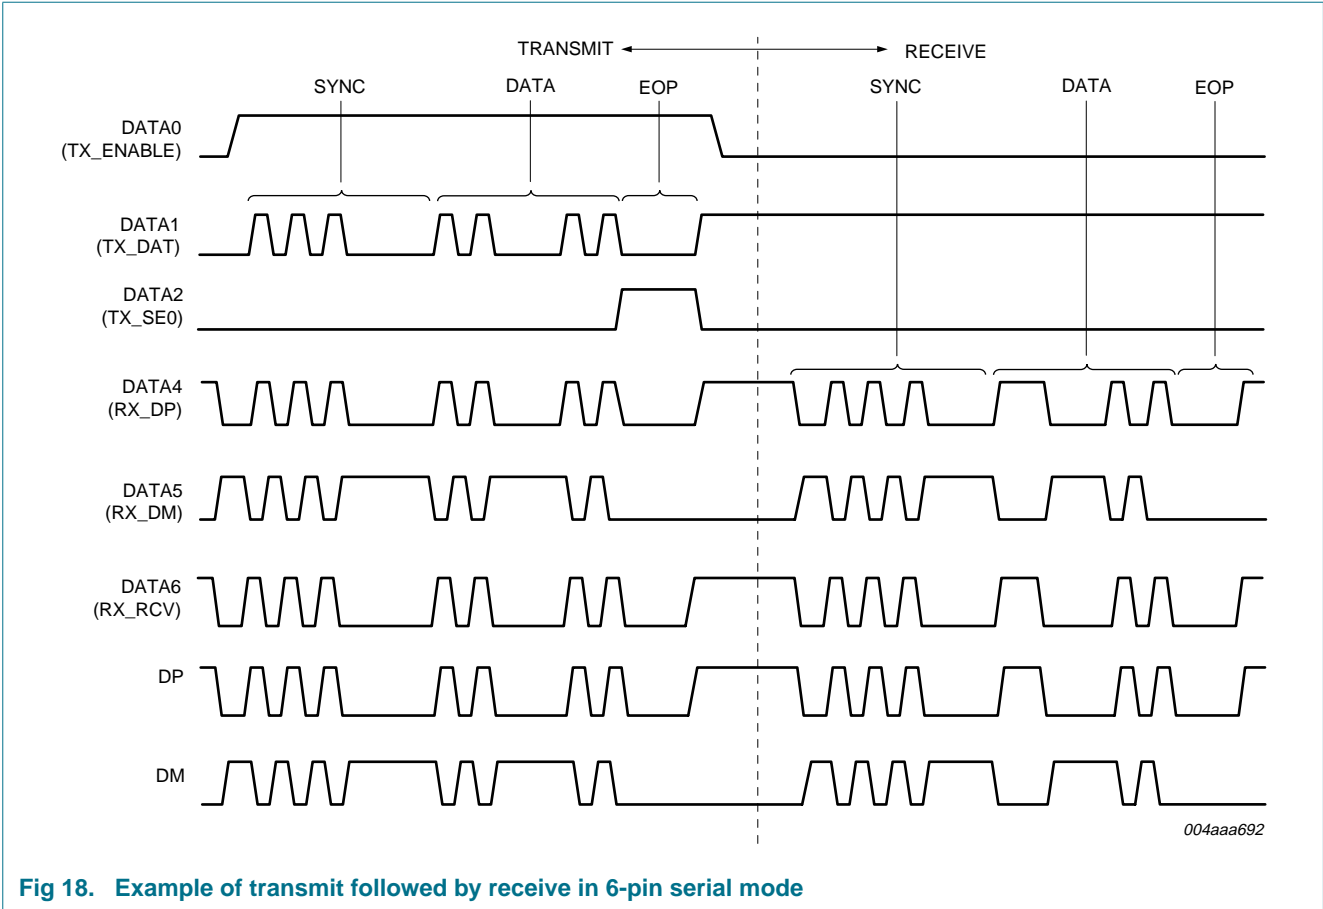 TRANSMIT RECEIVE
SYNC DATA EOP SYNC DATA EOP
DATA0
(TX_ENABLE)
DATA1
(TX_DAT)
DATA2
(TX_SE0)
DATA4
(RX_DP)
DATA5
(RX_DM)
DATA6
(RX_RCV)
DP
DM
004aaa692
Fig 18. Example of transmit followed by receive in 6-pin serial mode